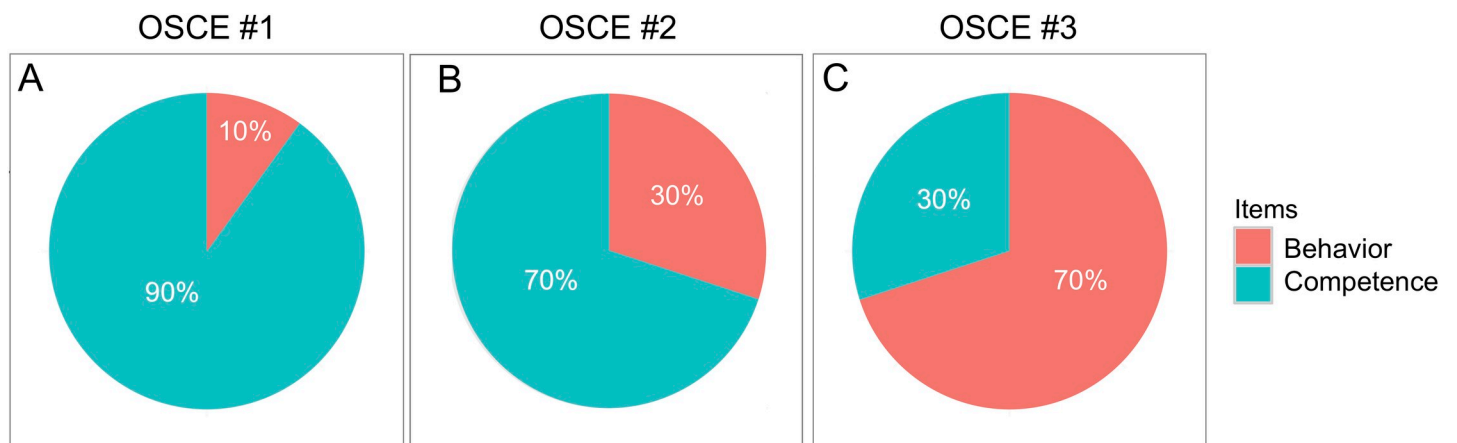 OSCE #1
OSCE #2
OSCE #3
A
10%
90%
B
30%
70%
C
30%
70%
Items
Behavior
Competence